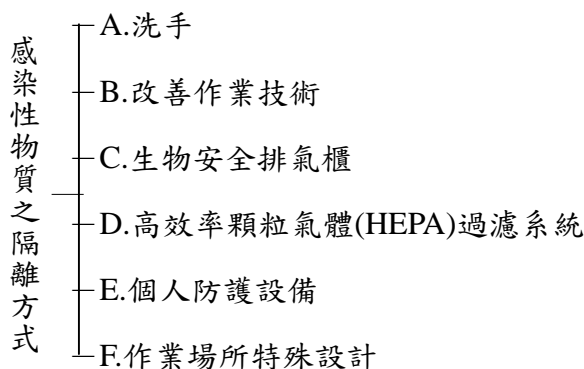 感染性物質之隔離方式
A.洗手
B.改善作業技術
C.生物安全排氣櫃
D.高效率顆粒氣體(HEPA)過濾系統
E.個人防護設備
F.作業場所特殊設計